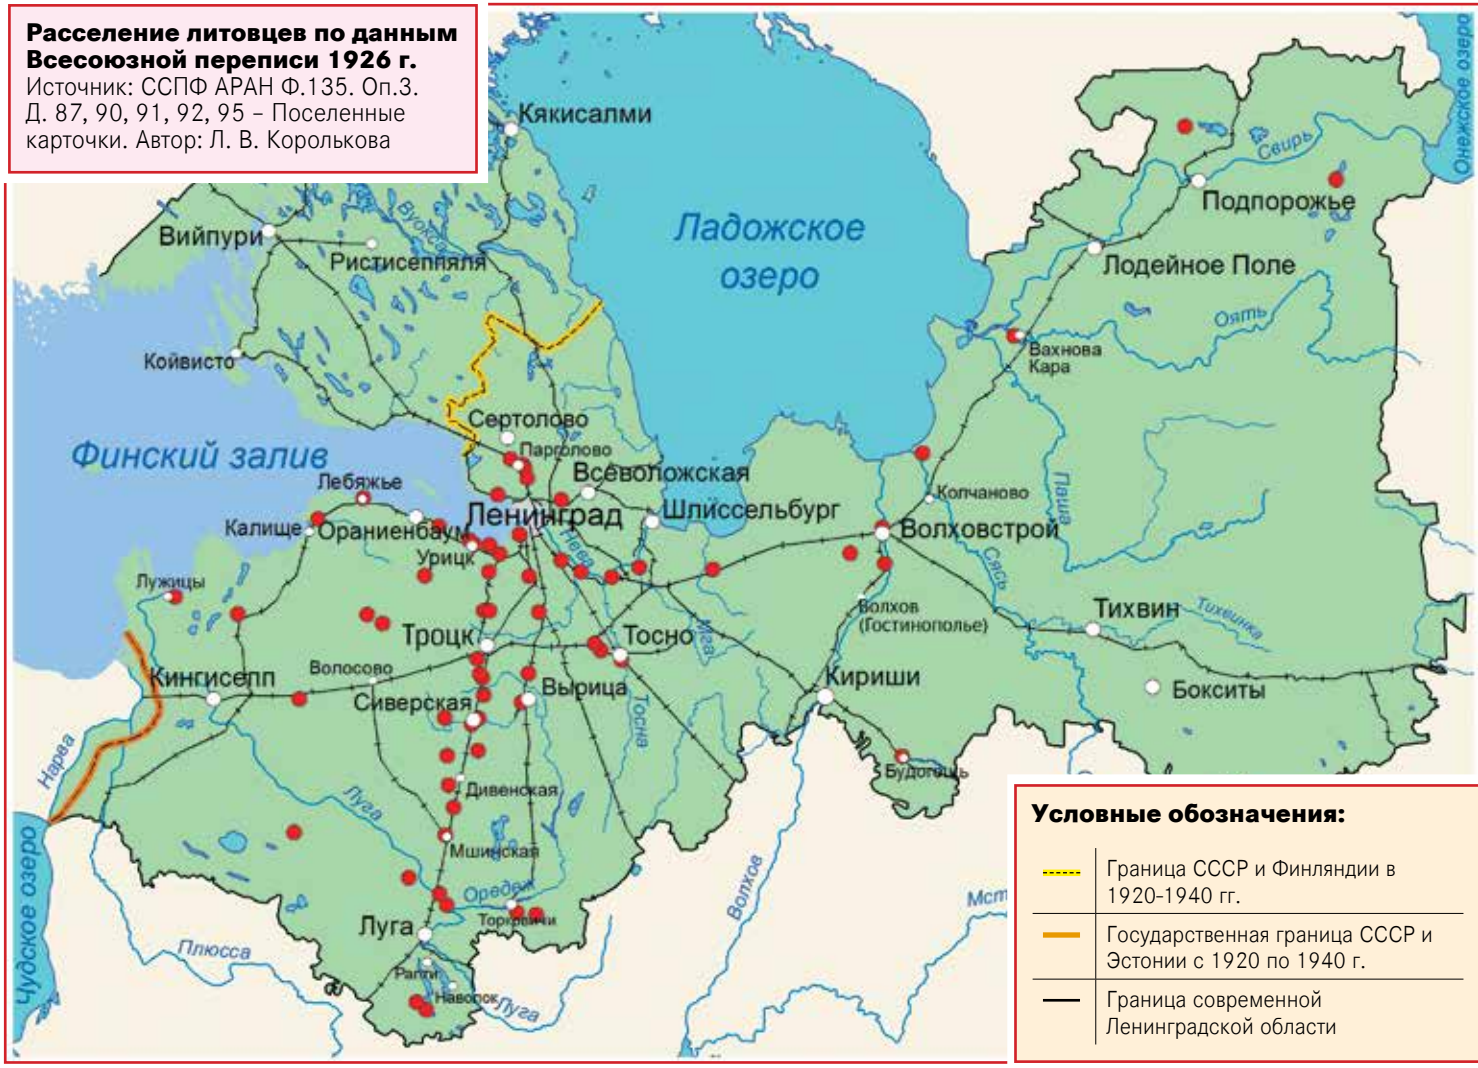 Расселение литовцев по данным
Всесоюзной переписи 1926 г.
Источник: ССПФ АРАН Ф.135. Оп.3.
Д. 87, 90, 91, 92, 95 – Поселенные
карточки. Автор: Л. В. Королькова
Онежское озеро
Кякисалми
Свирь
Подпорожье
Вуокса
Вийпури
Ристисеппяля
Ладожское
озеро
Лодейное Поле
Оять
Койвисто
Вахнова
Кара
Сертолово
Парголово
Финский залив
Всеволожская
Лебяжье
Шлиссельбург
Копчаново
Паша
Калище
Ораниенбаум
Ленинград
Волховстрой
Урицк
Нева
Сясь
Лужицы
Волхов
(Гостинополье)
Тихвин
Тихвинка
Троцк
Тосно
Мга
Волосово
Кингисепп
Вырица
Кириши
Бокситы
Сиверская
Тосна
Нарва
Будогощь
Дивенская
Луга
Мшинская
Чудское озеро
Оредеж
Волхов
Мст
Торковичи
Луга
Плюсса
Рапти
Наволок
Луга
Условные обозначения:
Граница СССР и Финляндии в
1920-1940 гг.
Государственная граница СССР и
Эстонии с 1920 по 1940 г.
Граница современной
Ленинградской области